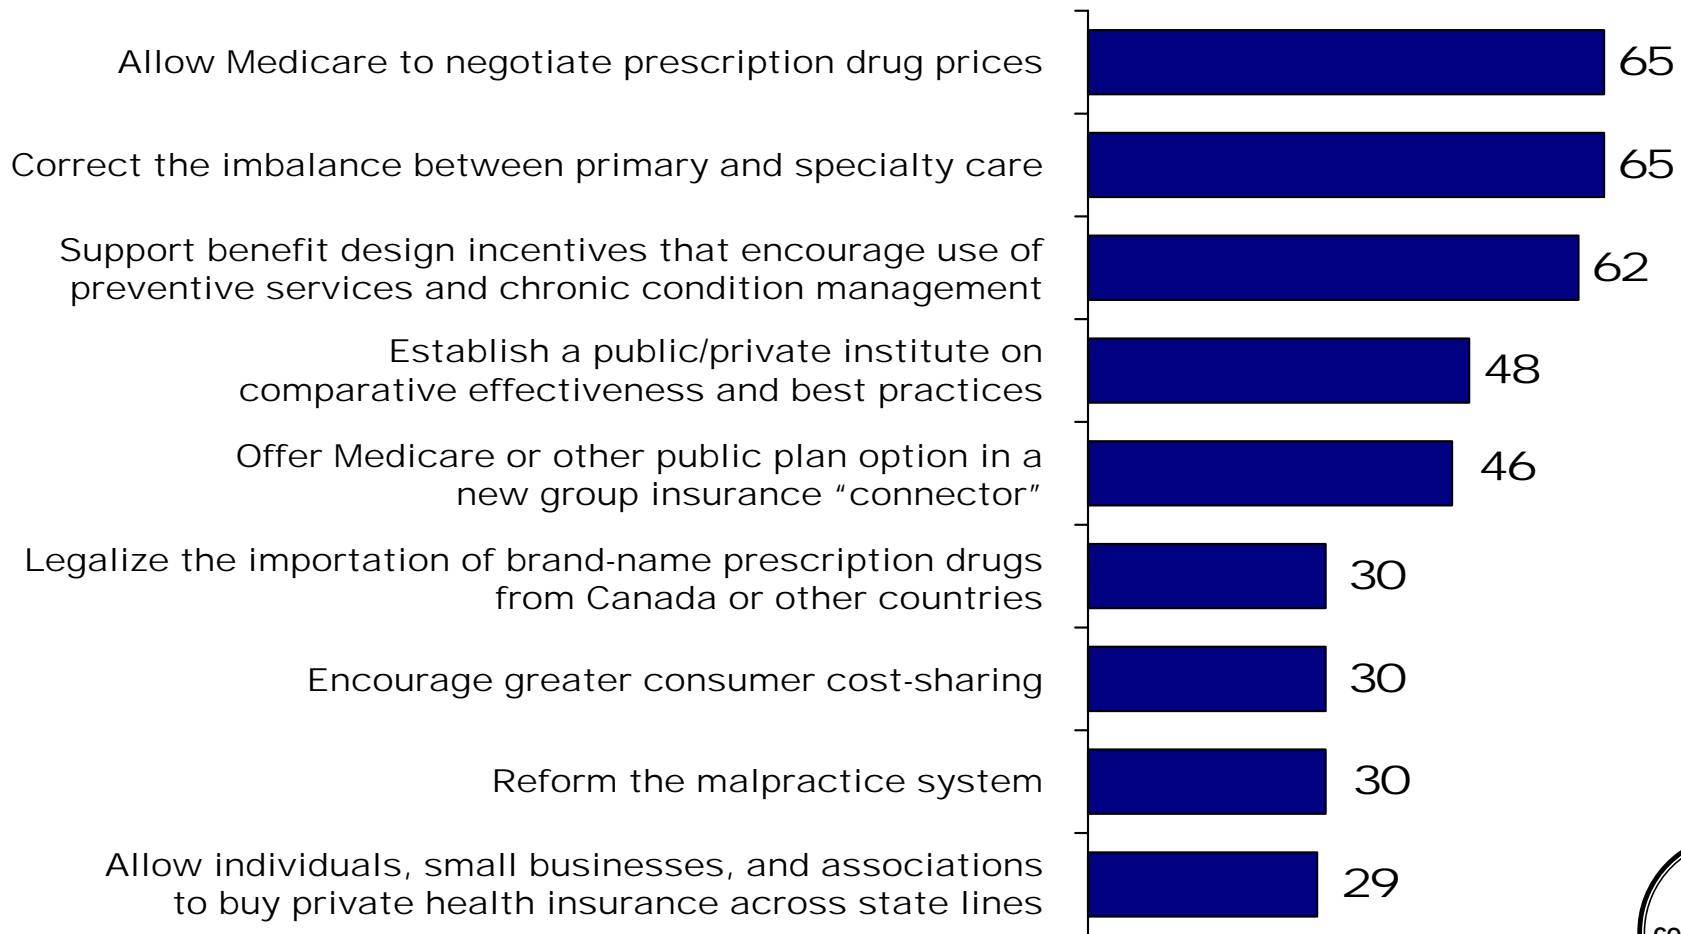 Allow Medicare to negotiate prescription drug prices
65
Correct the imbalance between primary and specialty care
65
Support benefit design incentives that encourage use of
preventive services and chronic condition management
62
Establish a public/private institute on
comparative effectiveness and best practices
48
Offer Medicare or other public plan option in a
new group insurance “connector”
46
Legalize the importation of brand-name prescription drugs
from Canada or other countries
30
Encourage greater consumer cost-sharing
30
Reform the malpractice system
30
Allow individuals, small businesses, and associations
to buy private health insurance across state lines
29